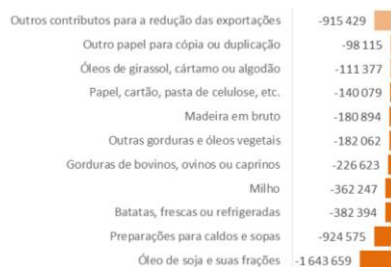 Outros contributos para a redução das exportações -915 429
Outro papel para cópia ou duplicação -98 115
Óleos de girassol, cártamo ou algodão -111 377
Papel, cartão, pasta de celulose, etc. -140 079
Madeira em bruto -180 894
Outras gorduras e óleos vegetais -182 062
Gorduras de bovinos, ovinos ou caprinos -226 623
Milho -362 247
Batatas, frescas ou refrigeradas -382 394
Preparações para caldos e sopas -924 575
Óleo de soja e suas frações -1 643 659